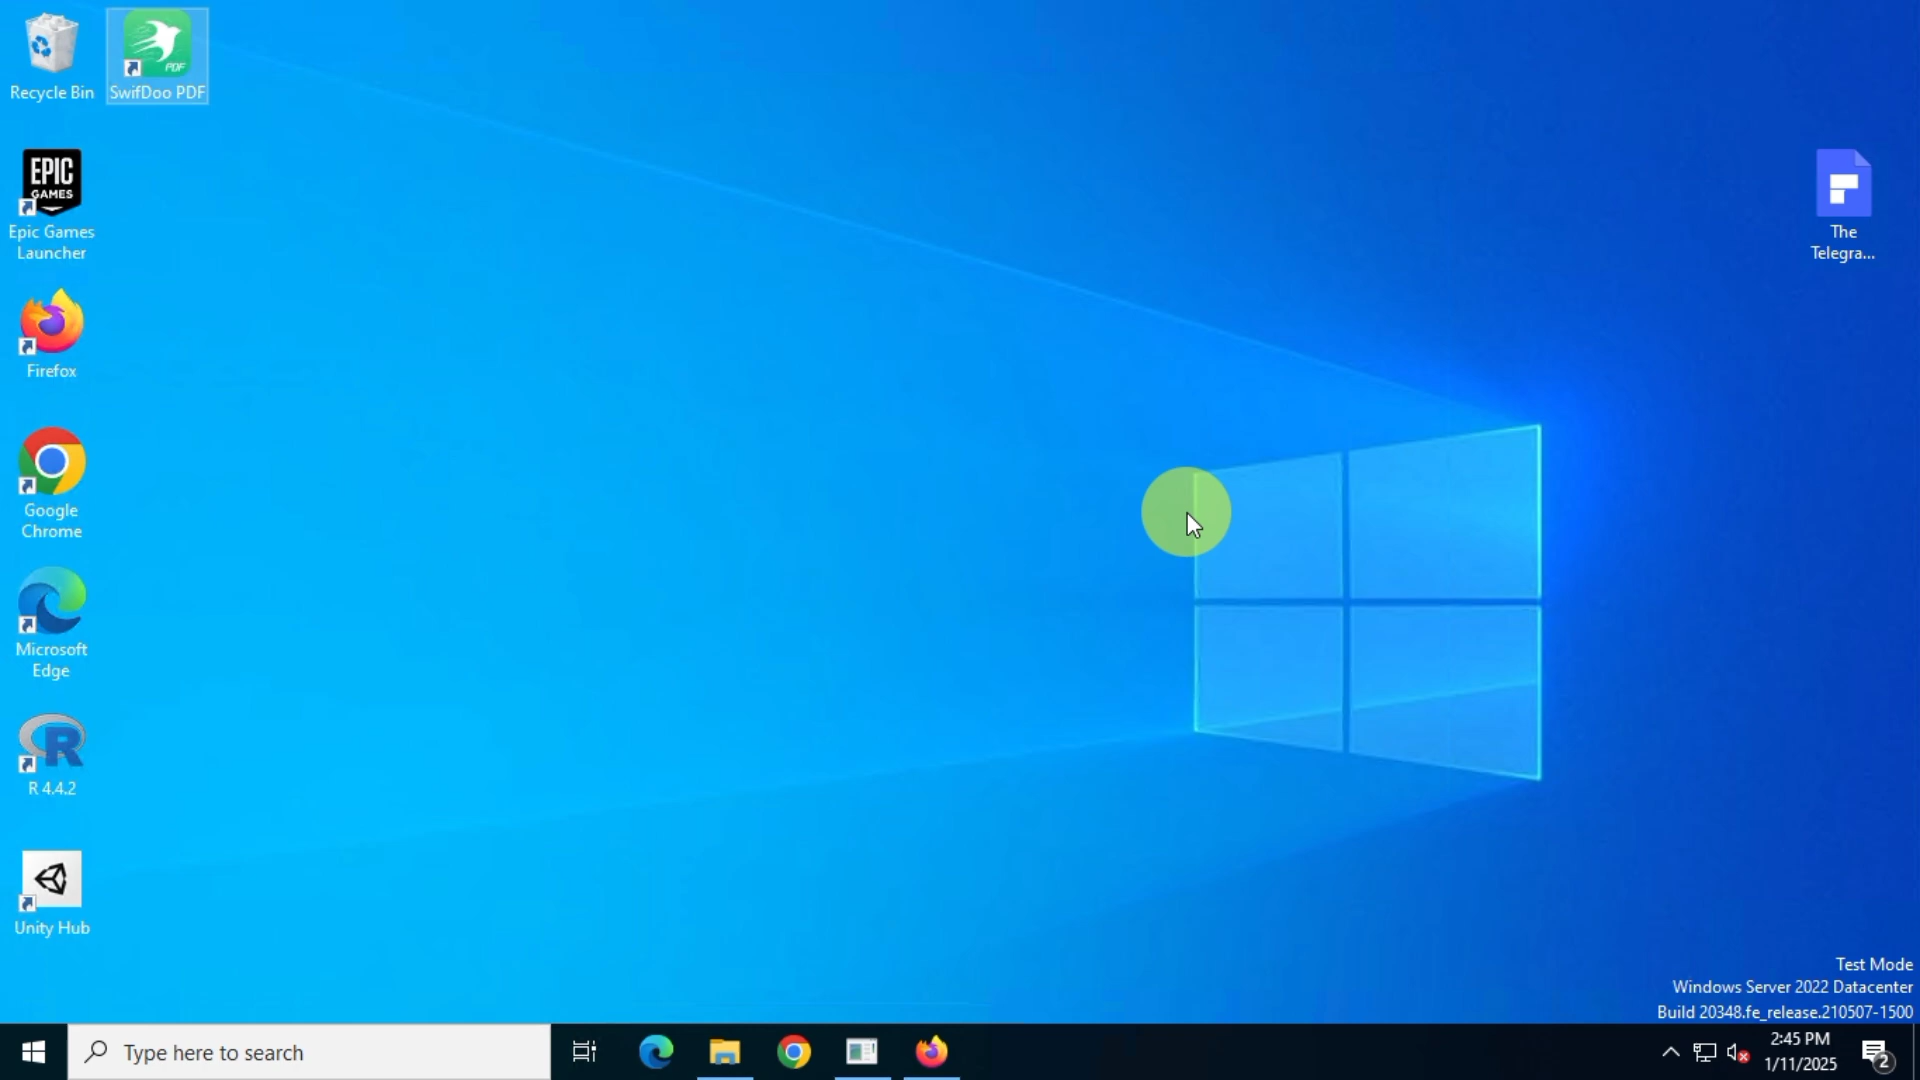 Recycle Bin
PDF
SwifDoo PDF
EPIC
GAMES
Epic Games
Launcher
The
Telegra...
Firefox
Google
Chrome
Microsoft
Edge
R
R 4.4.2
Unity Hub
Test Mode
Windows Server 2022 Datacenter
Build 20348.fe_release.210507-1500
Type here to search
2:45 PM
1/11/2025
2